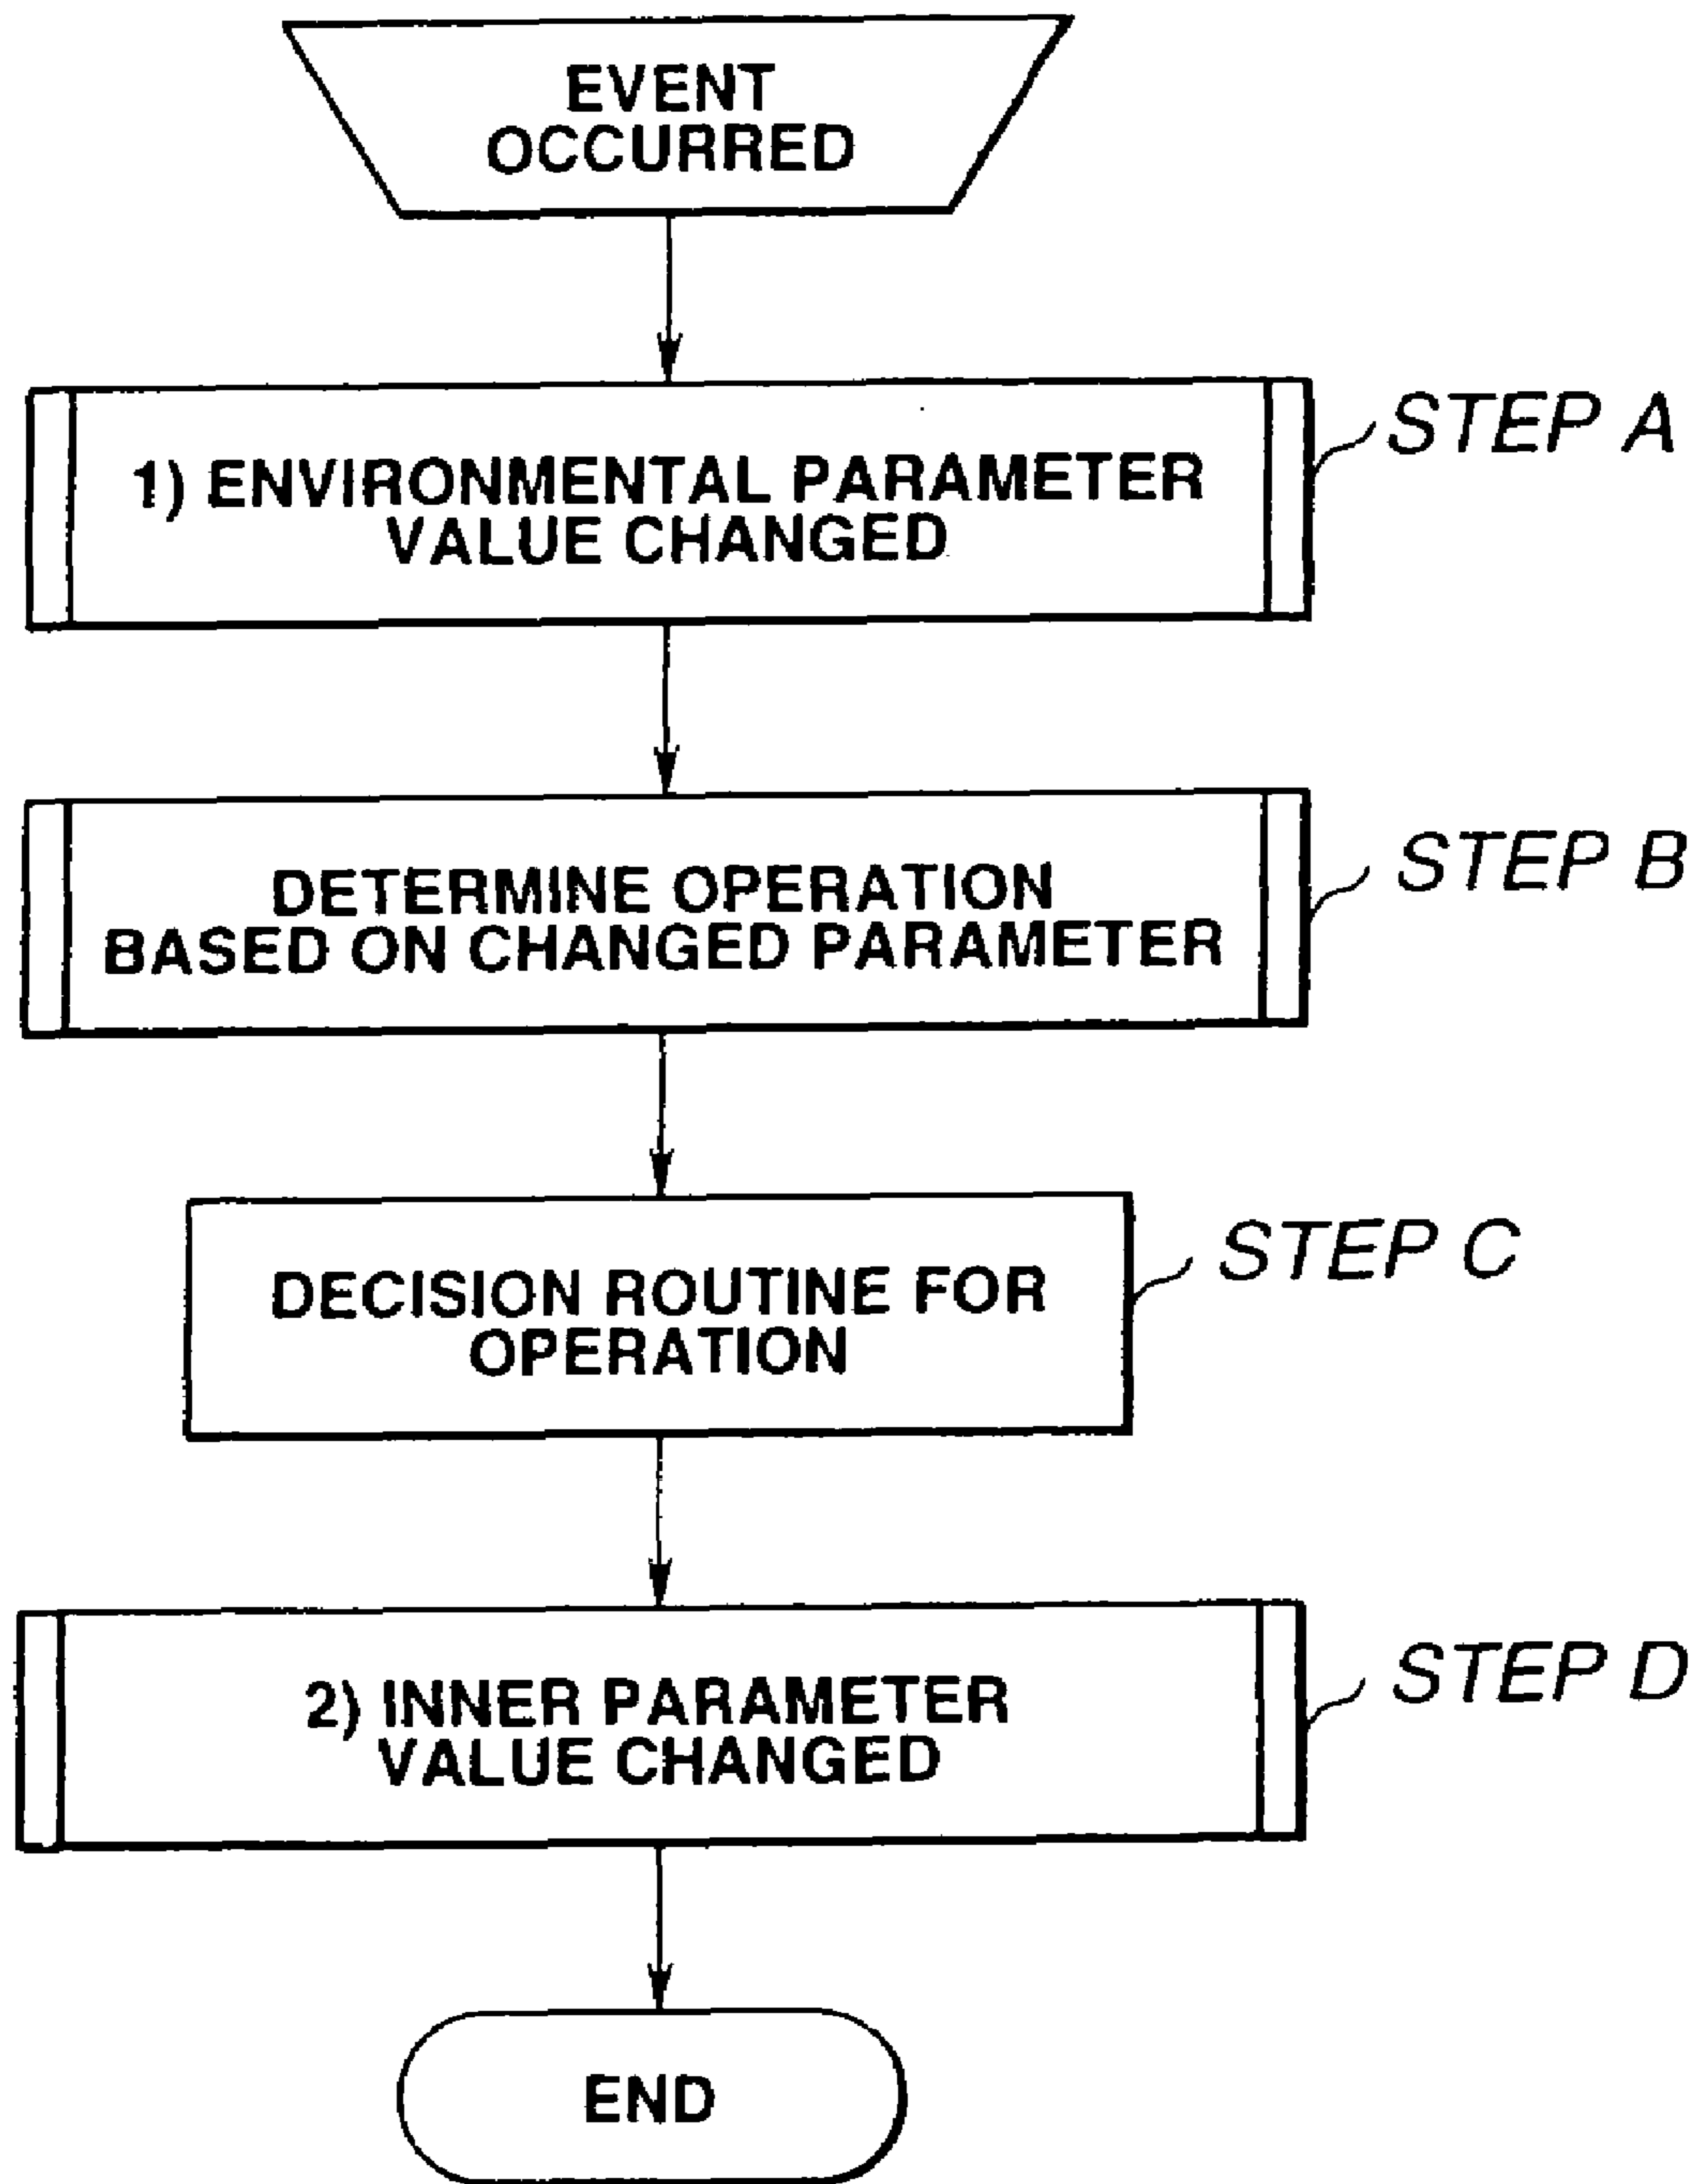 EVENT
OCCURRED
1) ENVIRONMENTAL PARAMETER
VALUE CHANGED
STEP A
DETERMINE OPERATION
BASED ON CHANGED PARAMETER
STEP B
DECISION ROUTINE FOR
OPERATION
STEP C
2) INNER PARAMETER
VALUE CHANGED
STEP D
END